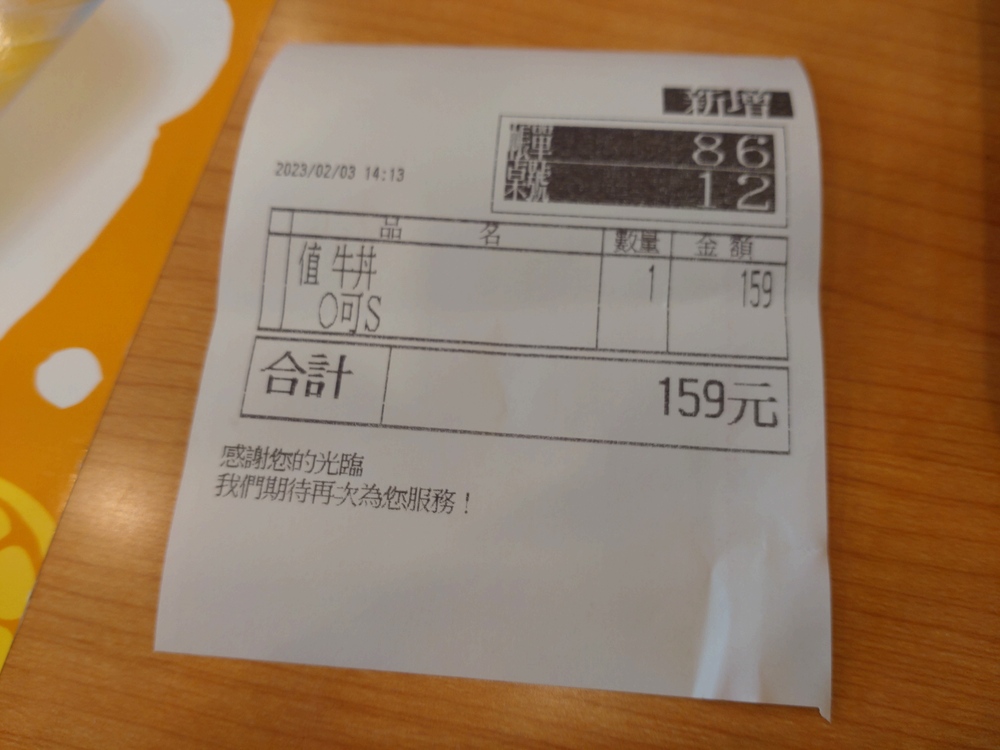 新增
帳單 86
桌號 12
2023/02/03 14:13
品 名 數量 金額
值 牛丼 1 159
○可S
合計 159元
感謝您的光臨
我們期待再次為您服務！